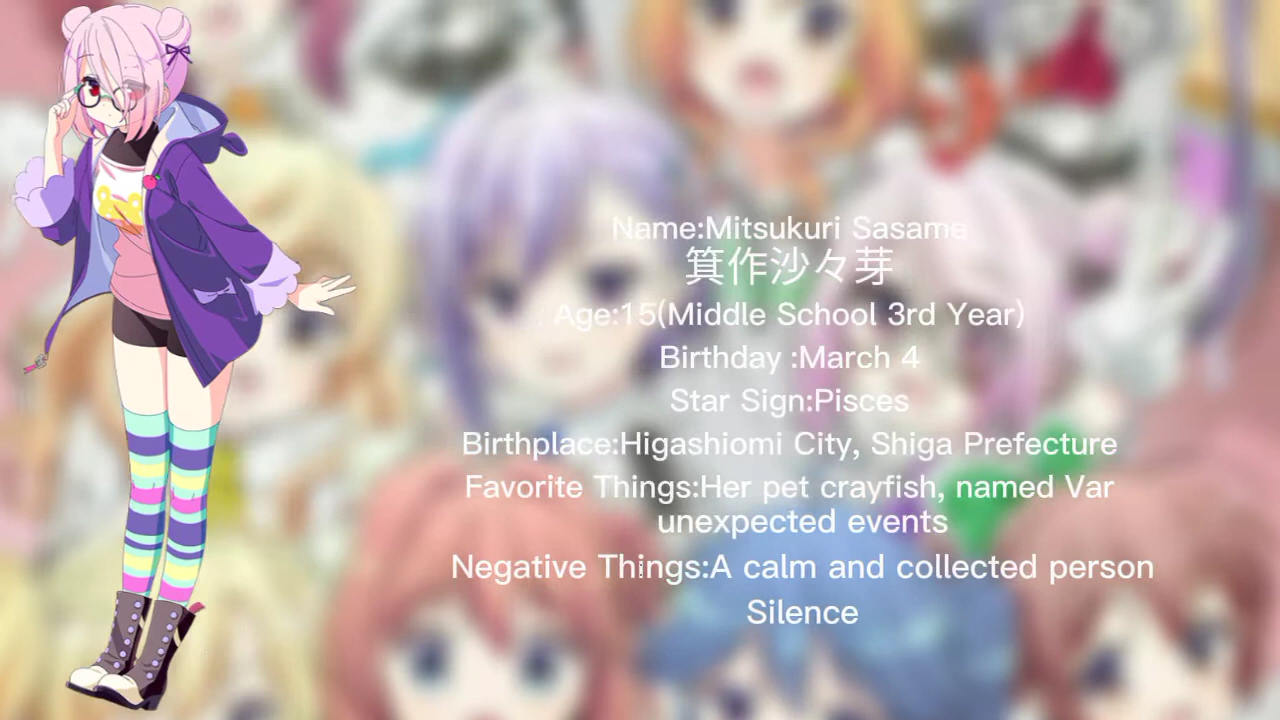 Name:Mitsukuri Sasame
箕作沙々芽
Age:15(Middle School 3rd Year)
Birthday :March 4
Star Sign:Pisces
Birthplace:Higashiomi City, Shiga Prefecture
Favorite Things:Her pet crayfish, named Var
unexpected events
Negative Things:A calm and collected person
Silence